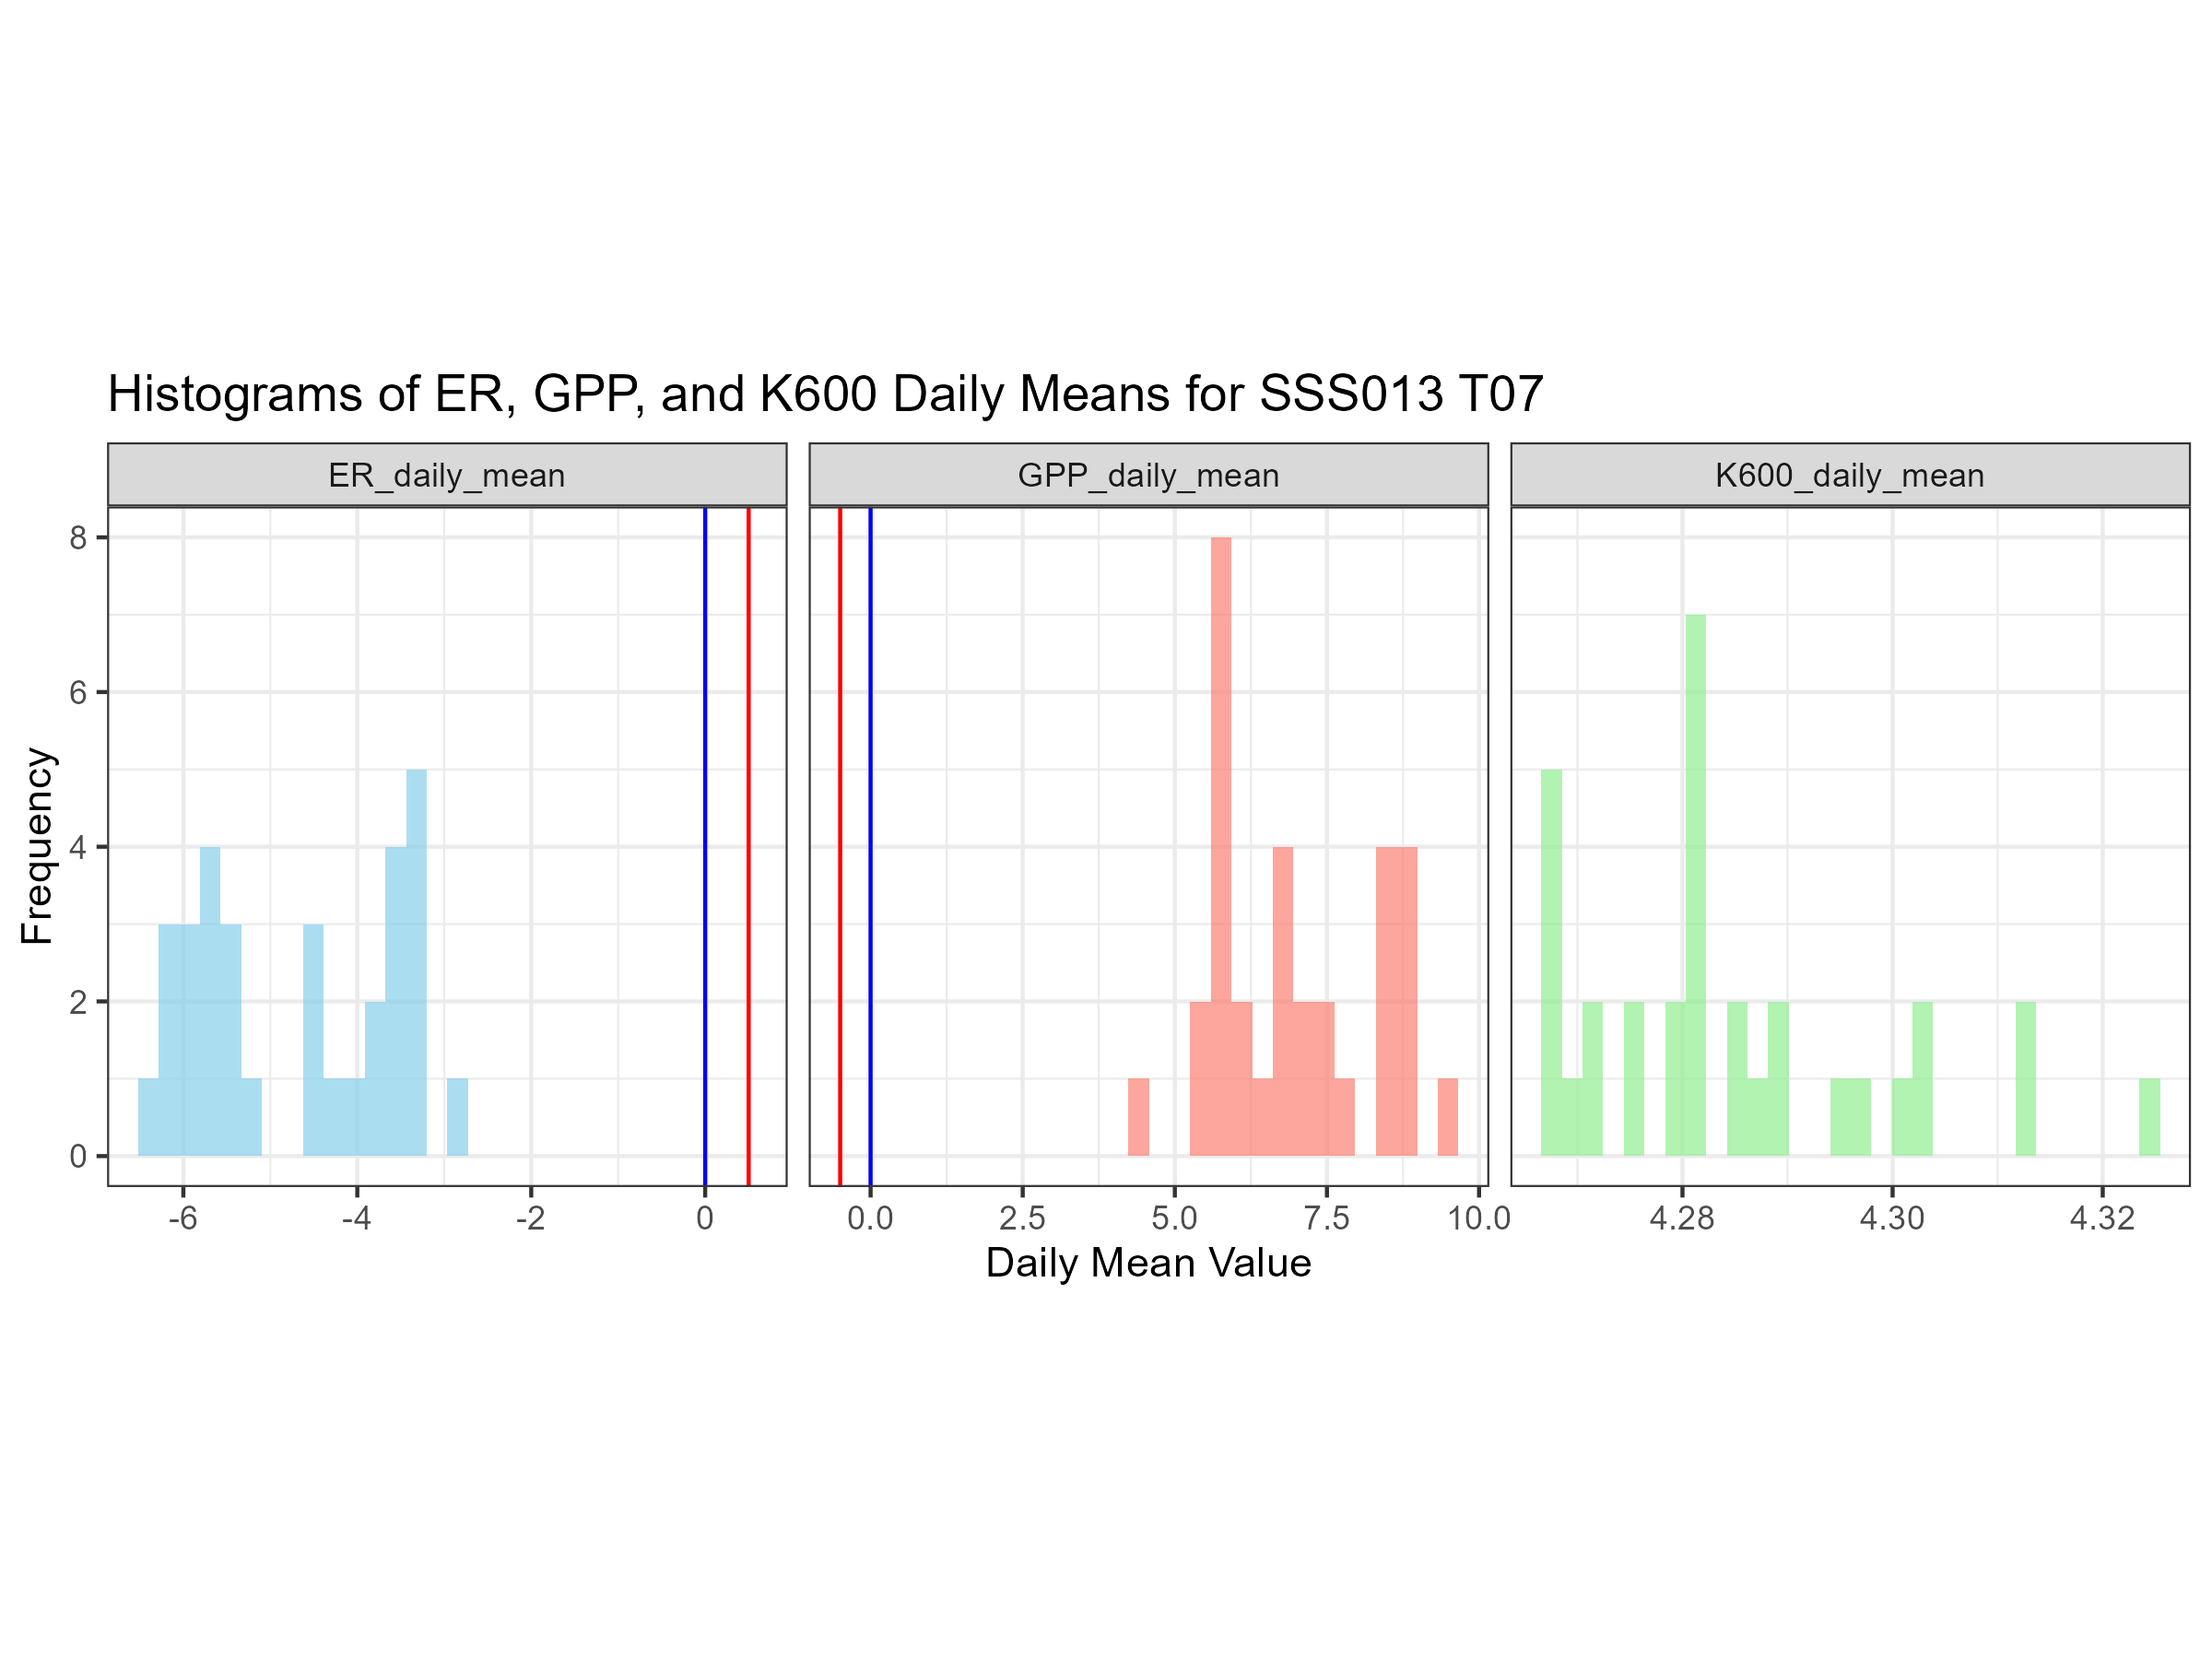 Histograms of ER, GPP, and K600 Daily Means for SSS013 T07
ER_daily_mean GPP_daily_mean K600_daily_mean
8
6
4
2
0
Frequency
-6 -4 -2 0 0.0 2.5 5.0 7.5 10.0 4.28 4.30 4.32
Daily Mean Value